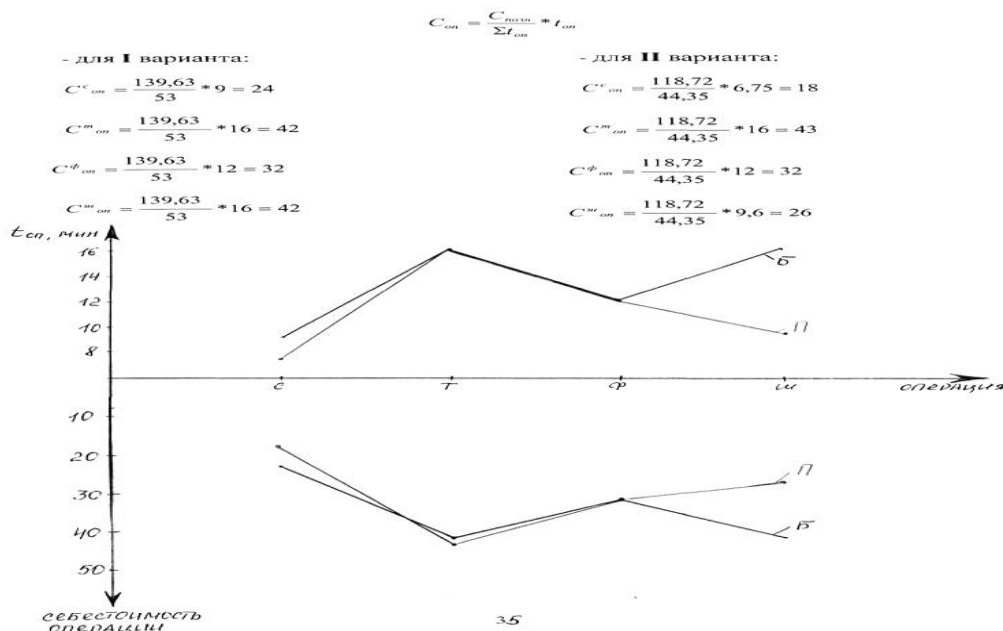 C_оп = C_полн / Σt_оп * t_оп
- для I варианта:
C^с_оп = 139,63 / 53 * 9 = 24
C^т_оп = 139,63 / 53 * 16 = 42
C^ф_оп = 139,63 / 53 * 12 = 32
C^ш_оп = 139,63 / 53 * 16 = 42
- для II варианта:
C^с_оп = 118,72 / 44,35 * 6,75 = 18
C^т_оп = 118,72 / 44,35 * 16 = 43
C^ф_оп = 118,72 / 44,35 * 12 = 32
C^ш_оп = 118,72 / 44,35 * 9,6 = 26
t оп, мин
16
14
12
10
8
Б
П
С
Т
Ф
Ш
ОПЕРАЦИЯ
10
20
30
40
50
П
Б
СЕБЕСТОИМОСТЬ
ОПЕРАЦИИ
35